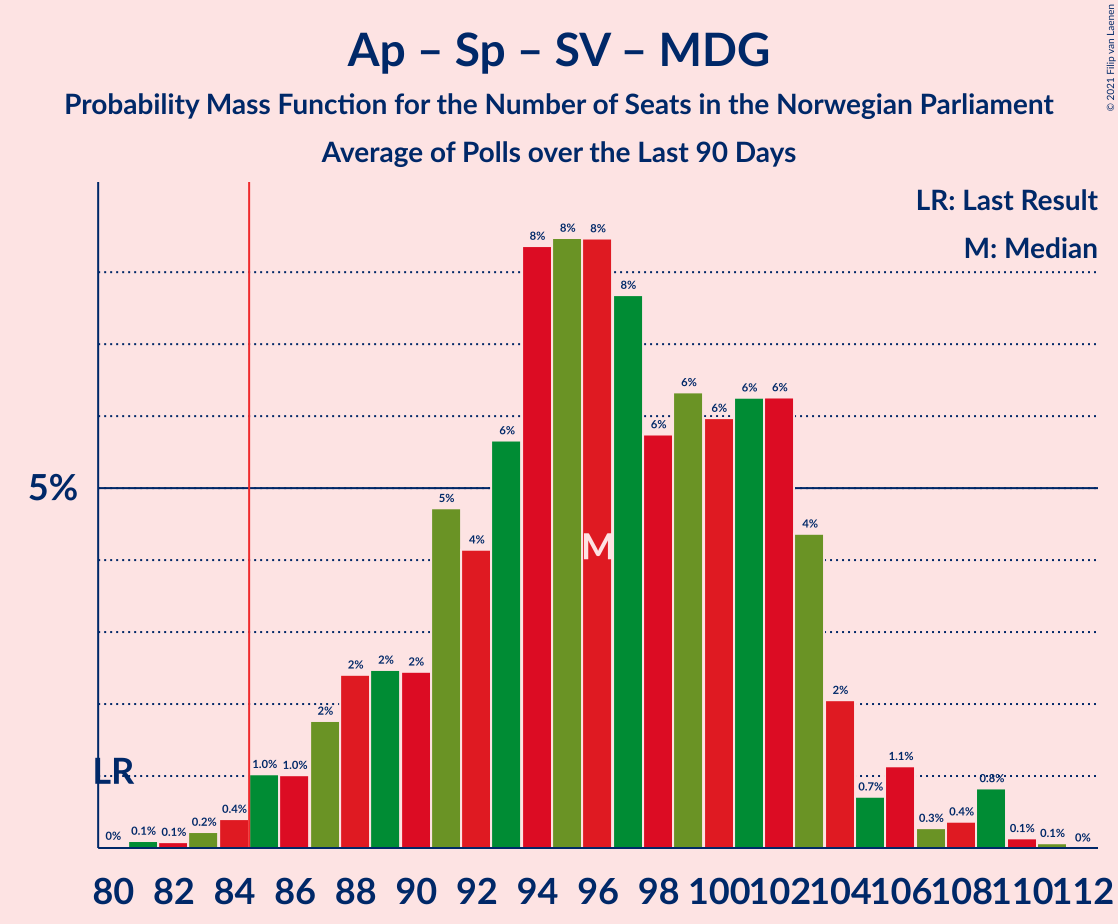 Ap – Sp – SV – MDG
Probability Mass Function for the Number of Seats in the Norwegian Parliament
Average of Polls over the Last 90 Days
© 2021 Filip van Laenen
LR: Last Result
M: Median
5%
LR
M
0% 0.1% 0.1% 0.2% 0.4% 1.0% 1.0% 2% 2% 2% 2% 5% 4% 6% 8% 8% 8% 8% 6% 6% 6% 6% 6% 4% 2% 0.7% 1.1% 0.3% 0.4% 0.8% 0.1% 0.1% 0%
80 82 84 86 88 90 92 94 96 98 100 102 104 106 108 110 112